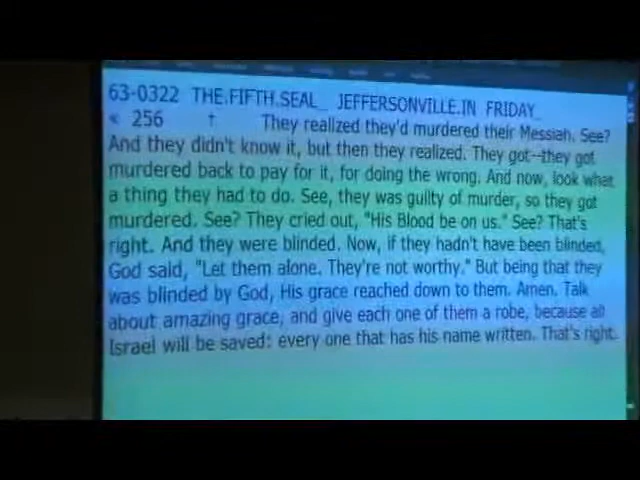 63-0322 THE.FIFTH.SEAL_ JEFFERSONVILLE.IN FRIDAY_
« 256 † They realized they'd murdered their Messiah. See?
And they didn't know it, but then they realized. They got--they got
murdered back to pay for it, for doing the wrong. And now, look what
a thing they had to do. See, they was guilty of murder, so they got
murdered. See? They cried out, "His Blood be on us." See? That's
right. And they were blinded. Now, if they hadn't have been blinded,
God said, "Let them alone. They're not worthy." But being that they
was blinded by God, His grace reached down to them. Amen. Talk
about amazing grace, and give each one of them a robe, because all
Israel will be saved: every one that has his name written. That's right.